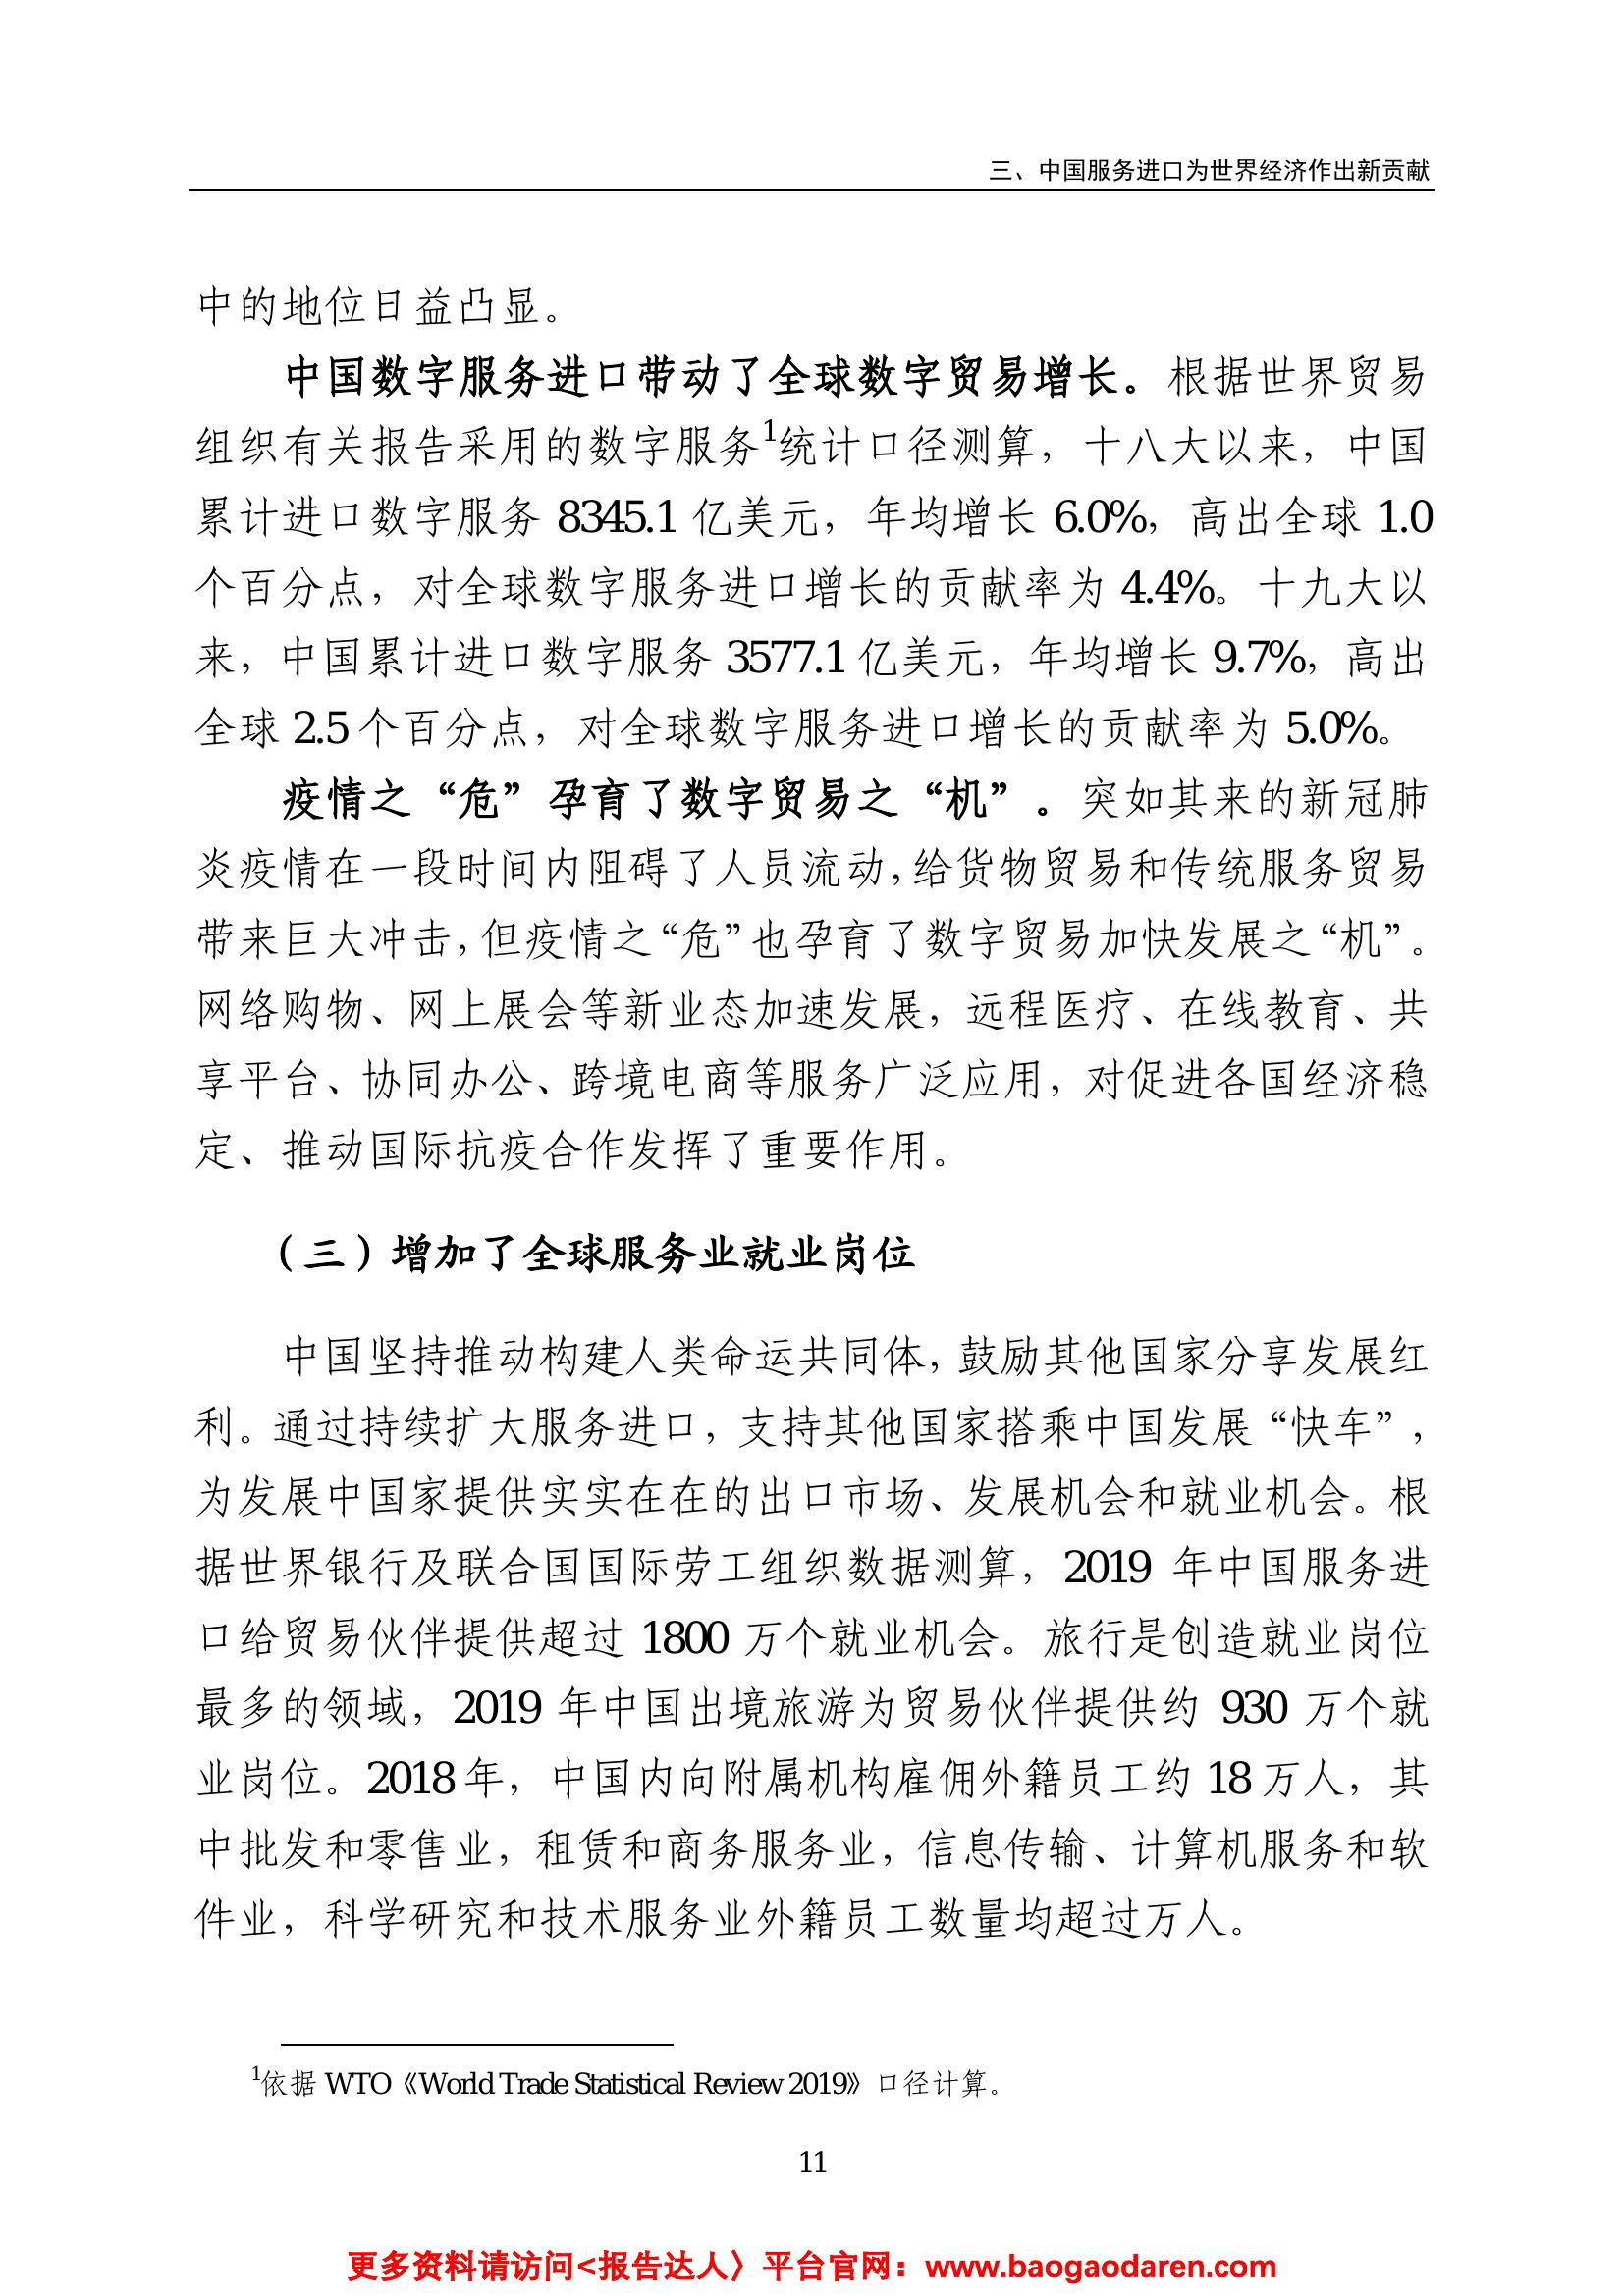 三、中国服务进口为世界经济作出新贡献
中的地位日益凸显。
中国数字服务进口带动了全球数字贸易增长。根据世界贸易
组织有关报告采用的数字服务1统计口径测算，十八大以来，中国
累计进口数字服务 8345.1 亿美元，年均增长 6.0%，高出全球 1.0
个百分点，对全球数字服务进口增长的贡献率为 4.4%。十九大以
来，中国累计进口数字服务 3577.1 亿美元，年均增长 9.7%，高出
全球 2.5 个百分点，对全球数字服务进口增长的贡献率为 5.0%。
疫情之“危”孕育了数字贸易之“机”。突如其来的新冠肺
炎疫情在一段时间内阻碍了人员流动，给货物贸易和传统服务贸易
带来巨大冲击，但疫情之“危”也孕育了数字贸易加快发展之“机”。
网络购物、网上展会等新业态加速发展，远程医疗、在线教育、共
享平台、协同办公、跨境电商等服务广泛应用，对促进各国经济稳
定、推动国际抗疫合作发挥了重要作用。
（三）增加了全球服务业就业岗位
中国坚持推动构建人类命运共同体，鼓励其他国家分享发展红
利。通过持续扩大服务进口，支持其他国家搭乘中国发展“快车”，
为发展中国家提供实实在在的出口市场、发展机会和就业机会。根
据世界银行及联合国国际劳工组织数据测算，2019 年中国服务进
口给贸易伙伴提供超过 1800 万个就业机会。旅行是创造就业岗位
最多的领域，2019 年中国出境旅游为贸易伙伴提供约 930 万个就
业岗位。2018 年，中国内向附属机构雇佣外籍员工约 18 万人，其
中批发和零售业，租赁和商务服务业，信息传输、计算机服务和软
件业，科学研究和技术服务业外籍员工数量均超过万人。
1依据 WTO《World Trade Statistical Review 2019》口径计算。
11
更多资料请访问<报告达人〉平台官网：www.baogaodaren.com